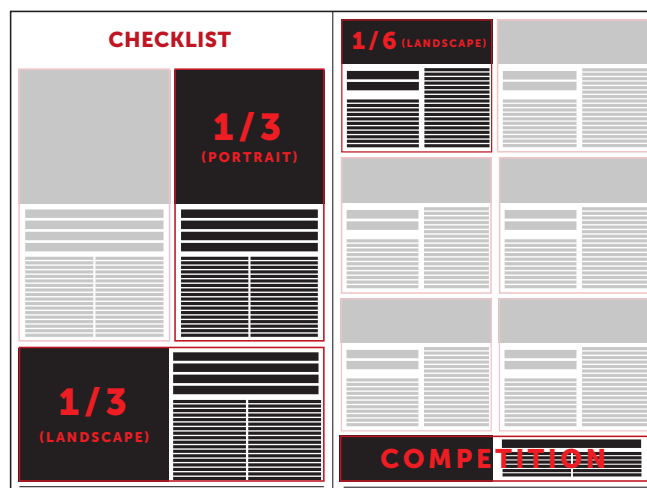 CHECKLIST
1/3
(PORTRAIT)
1/3
(LANDSCAPE)
1/6 (LANDSCAPE)
COMPETITION